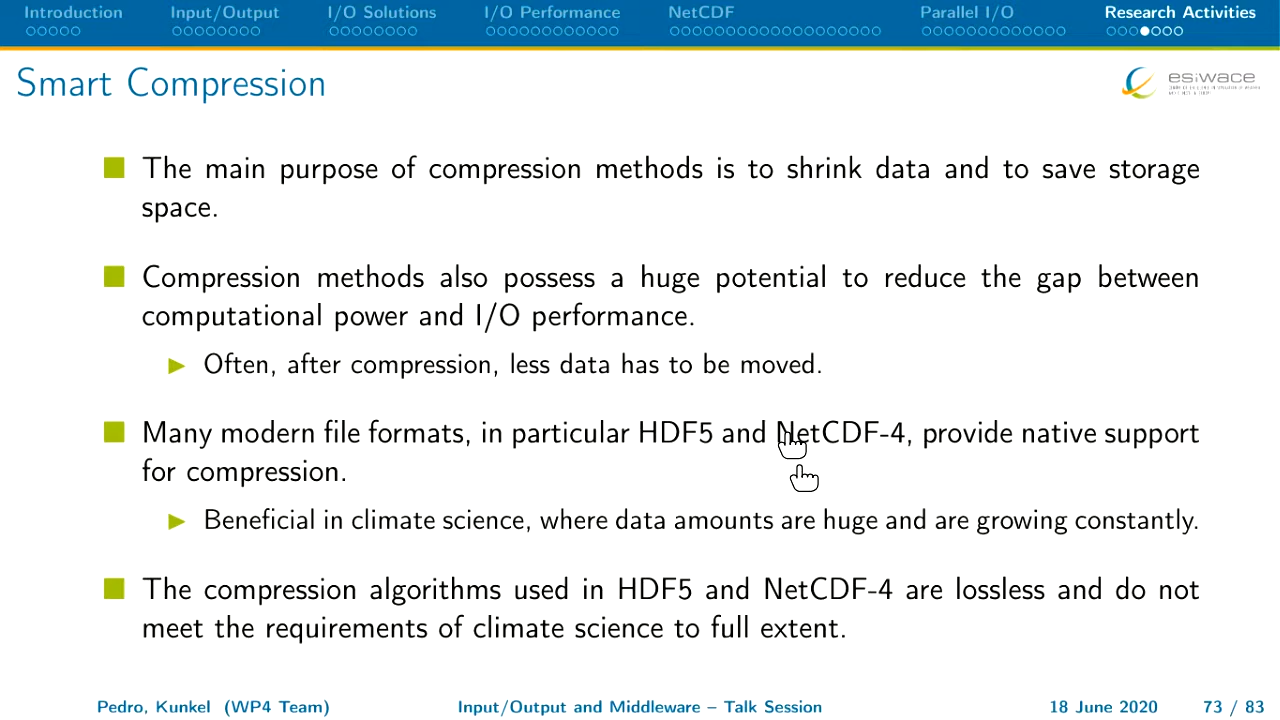 Introduction Input/Output I/O Solutions I/O Performance NetCDF Parallel I/O Research Activities
Smart Compression
esiwace
The main purpose of compression methods is to shrink data and to save storage
space.
Compression methods also possess a huge potential to reduce the gap between
computational power and I/O performance.
Often, after compression, less data has to be moved.
Many modern file formats, in particular HDF5 and NetCDF-4, provide native support
for compression.
Beneficial in climate science, where data amounts are huge and are growing constantly.
The compression algorithms used in HDF5 and NetCDF-4 are lossless and do not
meet the requirements of climate science to full extent.
Pedro, Kunkel (WP4 Team) Input/Output and Middleware – Talk Session 18 June 2020 73 / 83